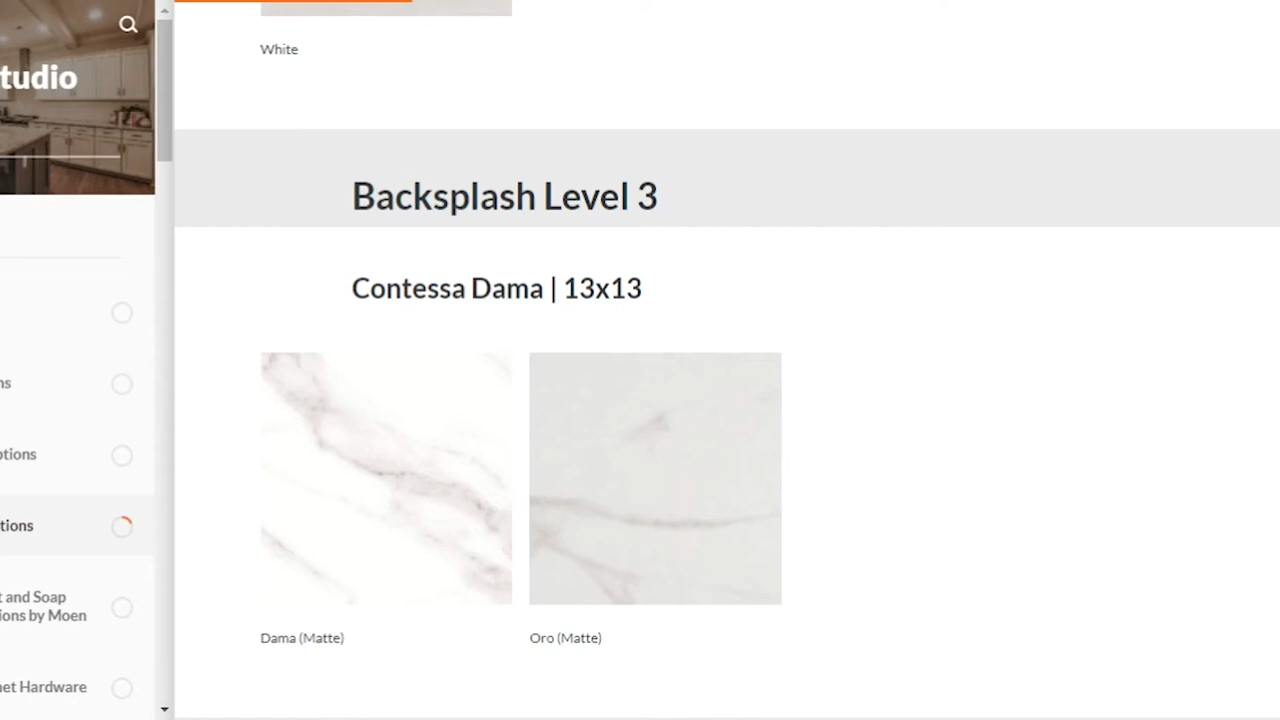 tudio
ns
otions
tions
t and Soap
ions by Moen
net Hardware
White
Backsplash Level 3
Contessa Dama | 13x13
Dama (Matte)
Oro (Matte)